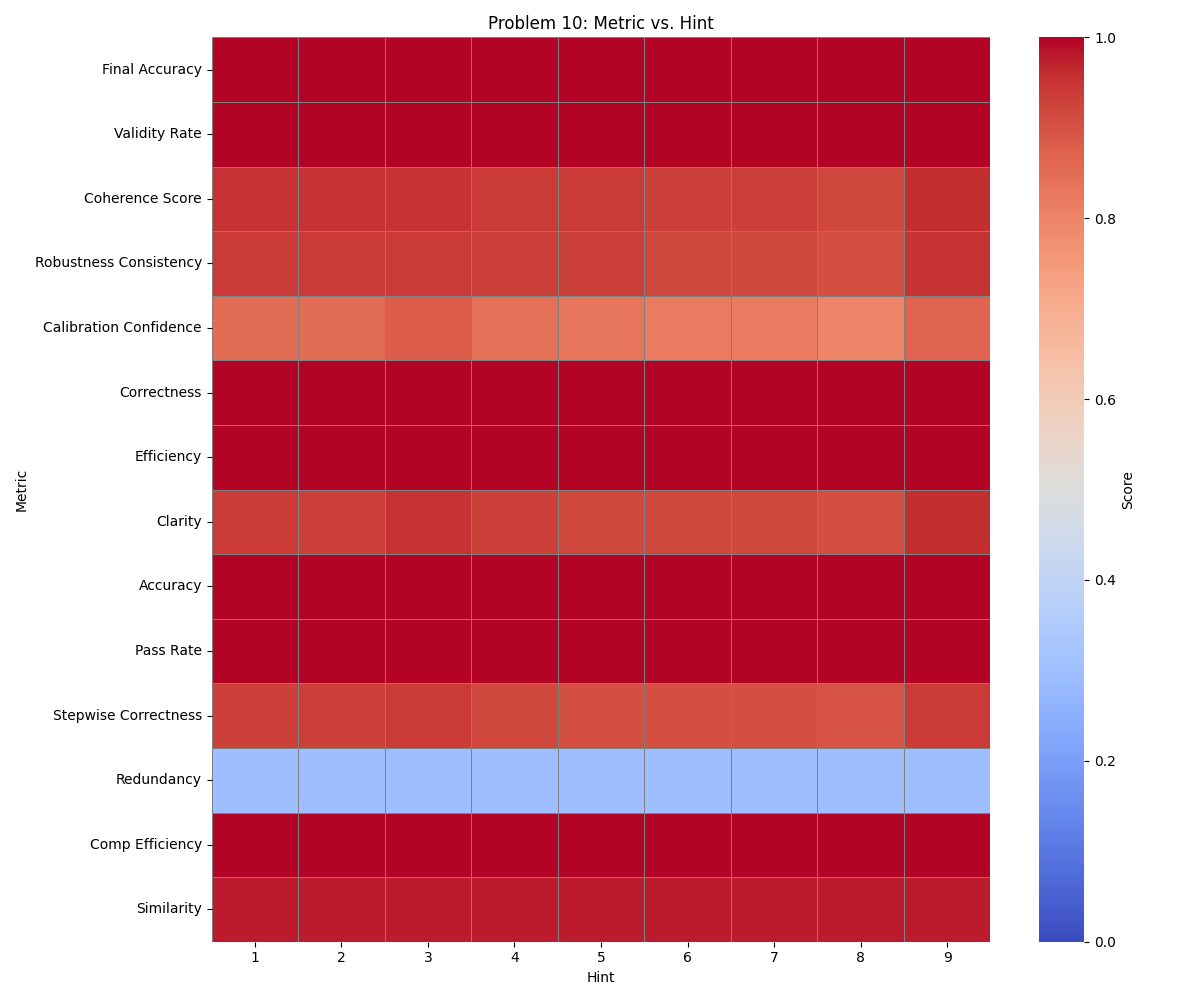 Problem 10: Metric vs. Hint
Final Accuracy
Validity Rate
Coherence Score
Robustness Consistency
Calibration Confidence
Correctness
Efficiency
Clarity
Accuracy
Pass Rate
Stepwise Correctness
Redundancy
Comp Efficiency
Similarity
Metric
1 2 3 4 5 6 7 8 9
Hint
1.0
0.8
0.6
0.4
0.2
0.0
Score